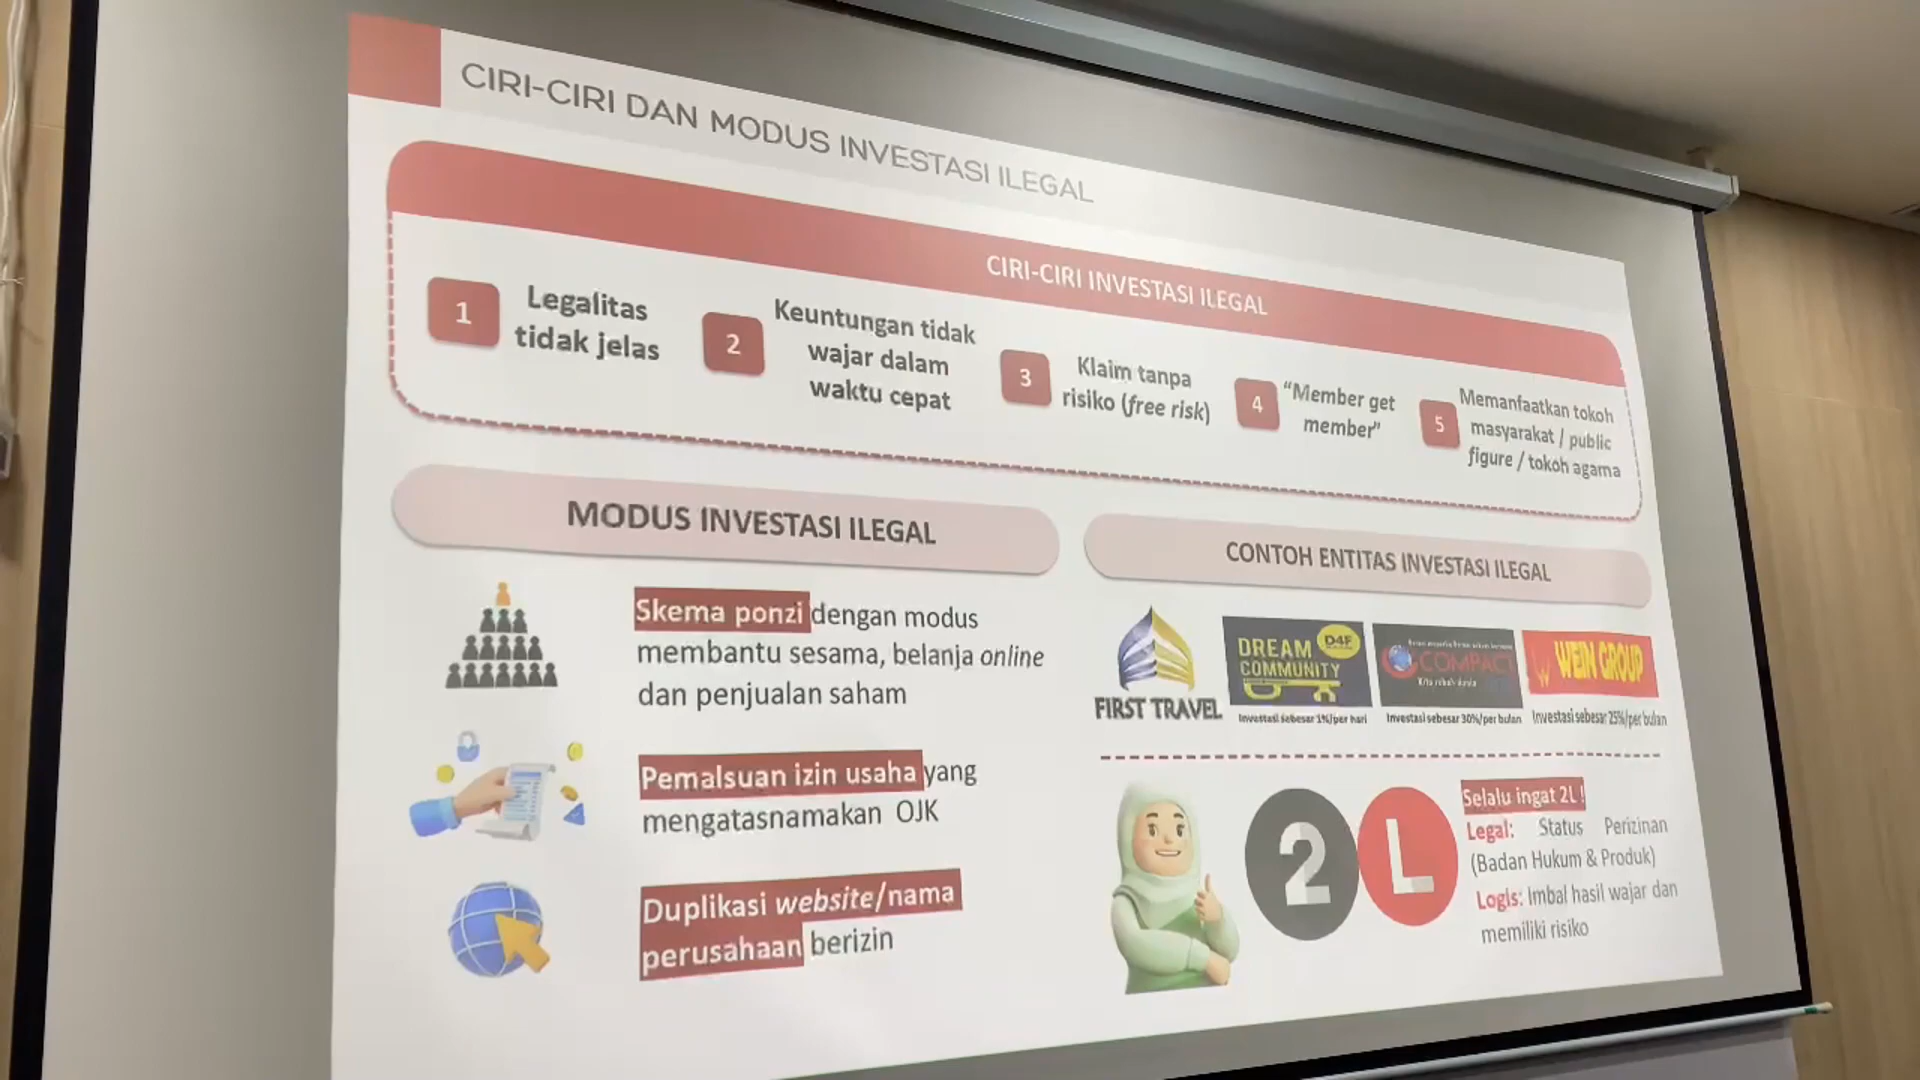 CIRI-CIRI DAN MODUS INVESTASI ILEGAL
CIRI-CIRI INVESTASI ILEGAL
1
Legalitas
tidak jelas
2
Keuntungan tidak
wajar dalam
waktu cepat
3
Klaim tanpa
risiko (free risk)
4
“Member get
member”
5
Memanfaatkan tokoh
masyarakat / public
figure / tokoh agama
MODUS INVESTASI ILEGAL
Skema ponzi dengan modus
membantu sesama, belanja online
dan penjualan saham
Pemalsuan izin usaha yang
mengatasnamakan OJK
Duplikasi website/nama
perusahaan berizin
CONTOH ENTITAS INVESTASI ILEGAL
FIRST TRAVEL
DREAM
D4F
COMMUNITY
Investasi sebesar 1%/per hari
COMPACT
Kita rubah dunia
Investasi sebesar 30%/per bulan
WEIN GROUP
Investasi sebesar 25%/per bulan
2L
Selalu ingat 2L !
Legal: Status Perizinan
(Badan Hukum & Produk)
Logis: Imbal hasil wajar dan
memiliki risiko